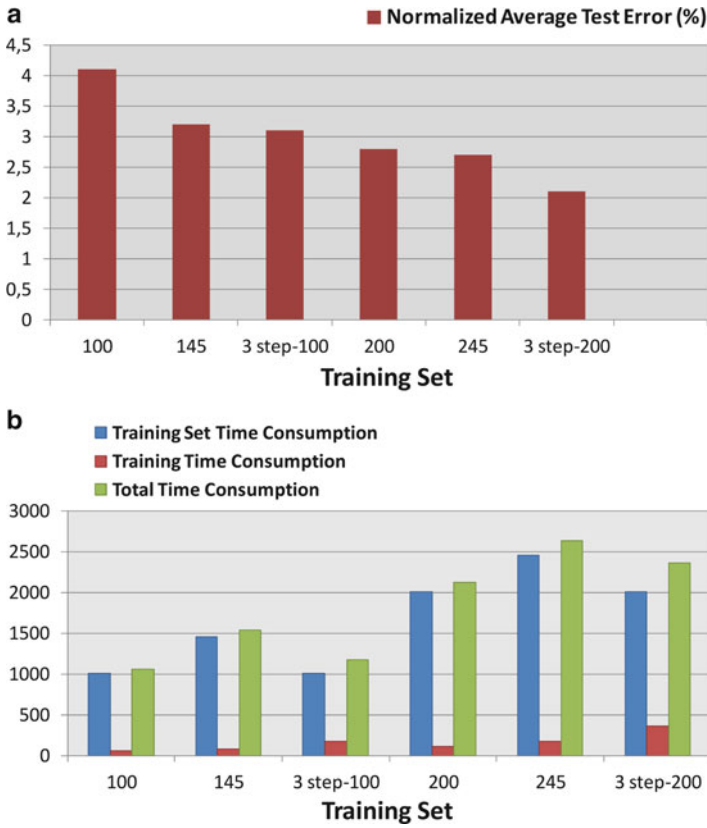 a
Normalized Average Test Error (%)
4,5
4
3,5
3
2,5
2
1,5
1
0,5
0
100 145 3 step-100 200 245 3 step-200
Training Set
b
Training Set Time Consumption
Training Time Consumption
Total Time Consumption
3000
2500
2000
1500
1000
500
0
100 145 3 step-100 200 245 3 step-200
Training Set